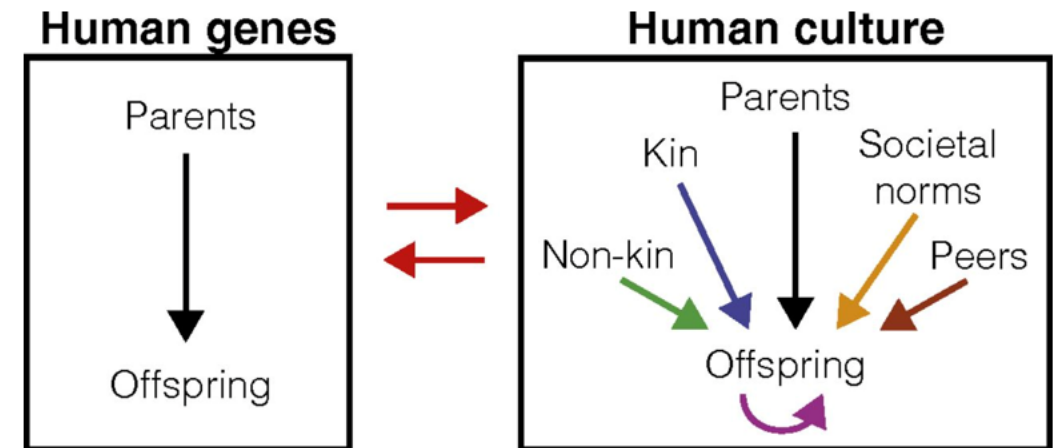 Human genes
Parents
Offspring
Human culture
Parents
Kin
Societal
norms
Non-kin
Peers
Offspring